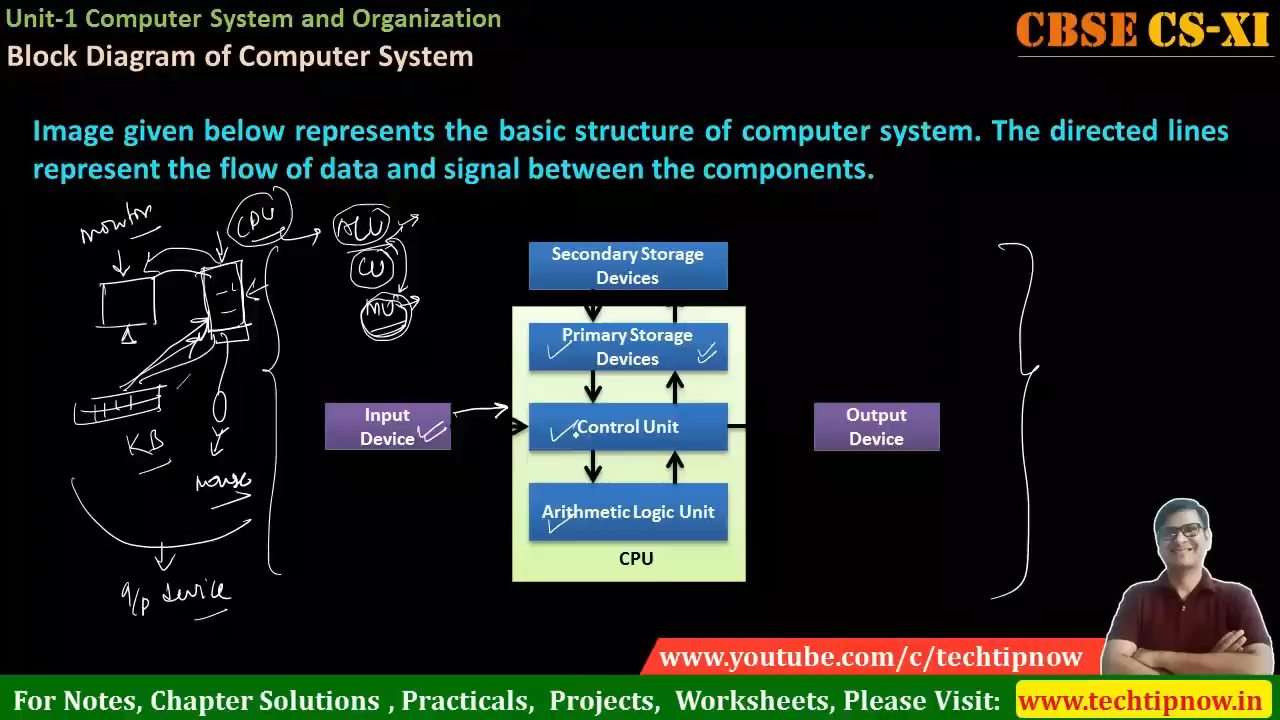 Unit-1 Computer System and Organization
Block Diagram of Computer System
CBSE CS-XI
Image given below represents the basic structure of computer system. The directed lines
represent the flow of data and signal between the components.
monitor
CPU
ALU
CU
MU
KB
mouse
i/p device
Secondary Storage
Devices
Primary Storage
Devices
Input
Device
Control Unit
Output
Device
Arithmetic Logic Unit
CPU
www.youtube.com/c/techtipnow
For Notes, Chapter Solutions , Practicals, Projects, Worksheets, Please Visit: www.techtipnow.in